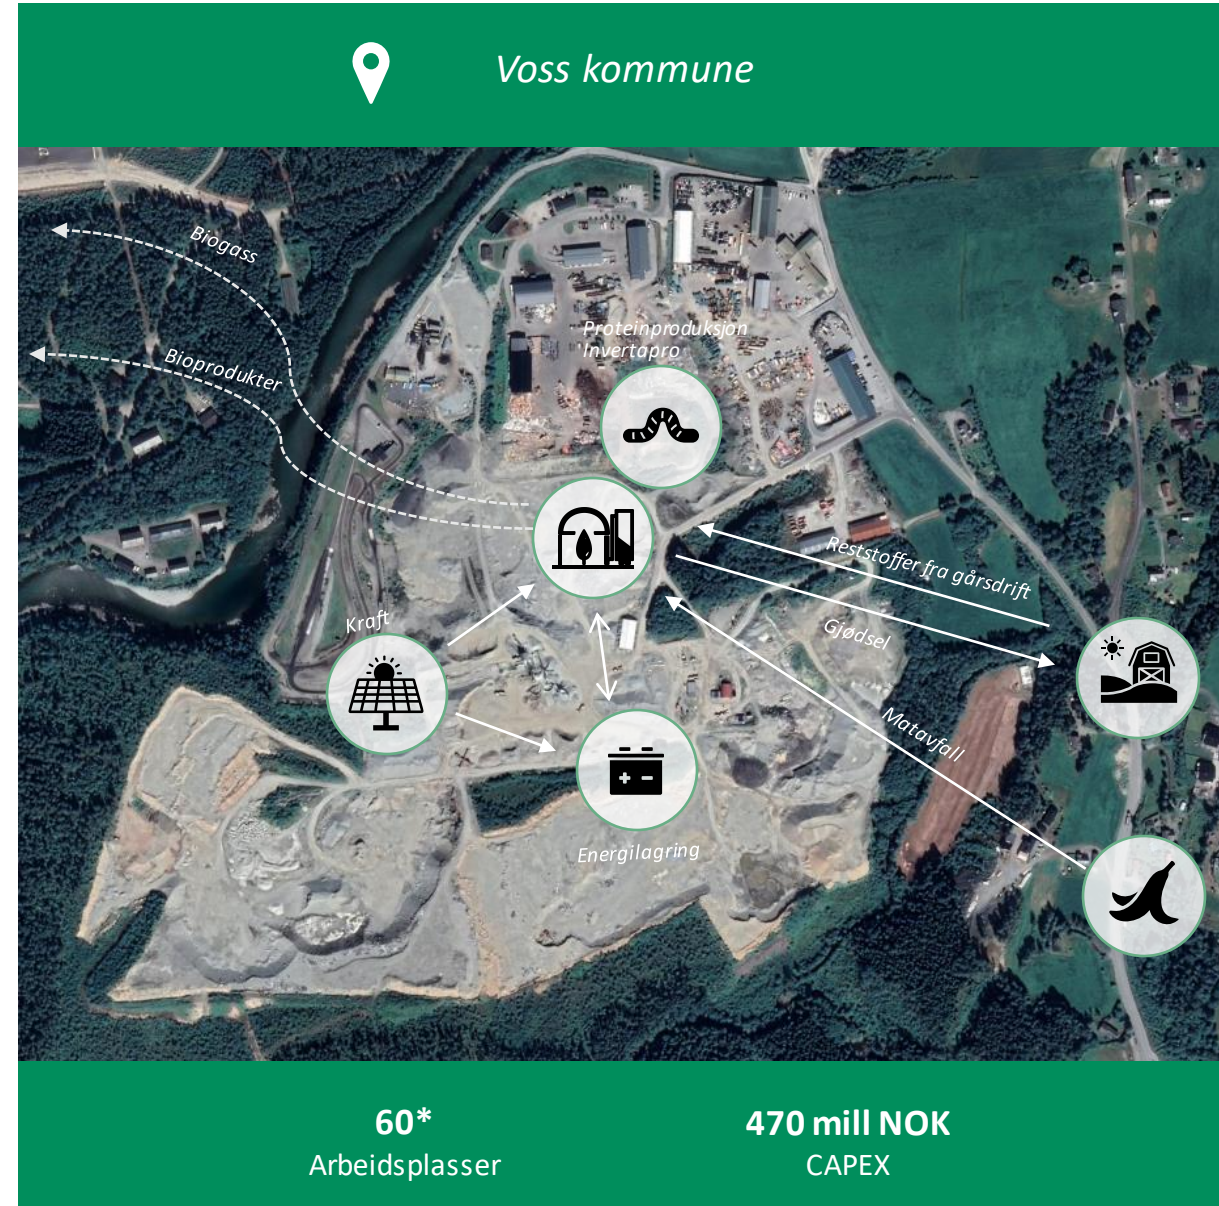 Voss kommune
Biogass
Bioprodukter
Proteinproduksjon
Invertapro
Reststoffer fra gårsdrift
Gjødsel
Kraft
Matavfall
Energilagring
60*
Arbeidsplasser
470 mill NOK
CAPEX